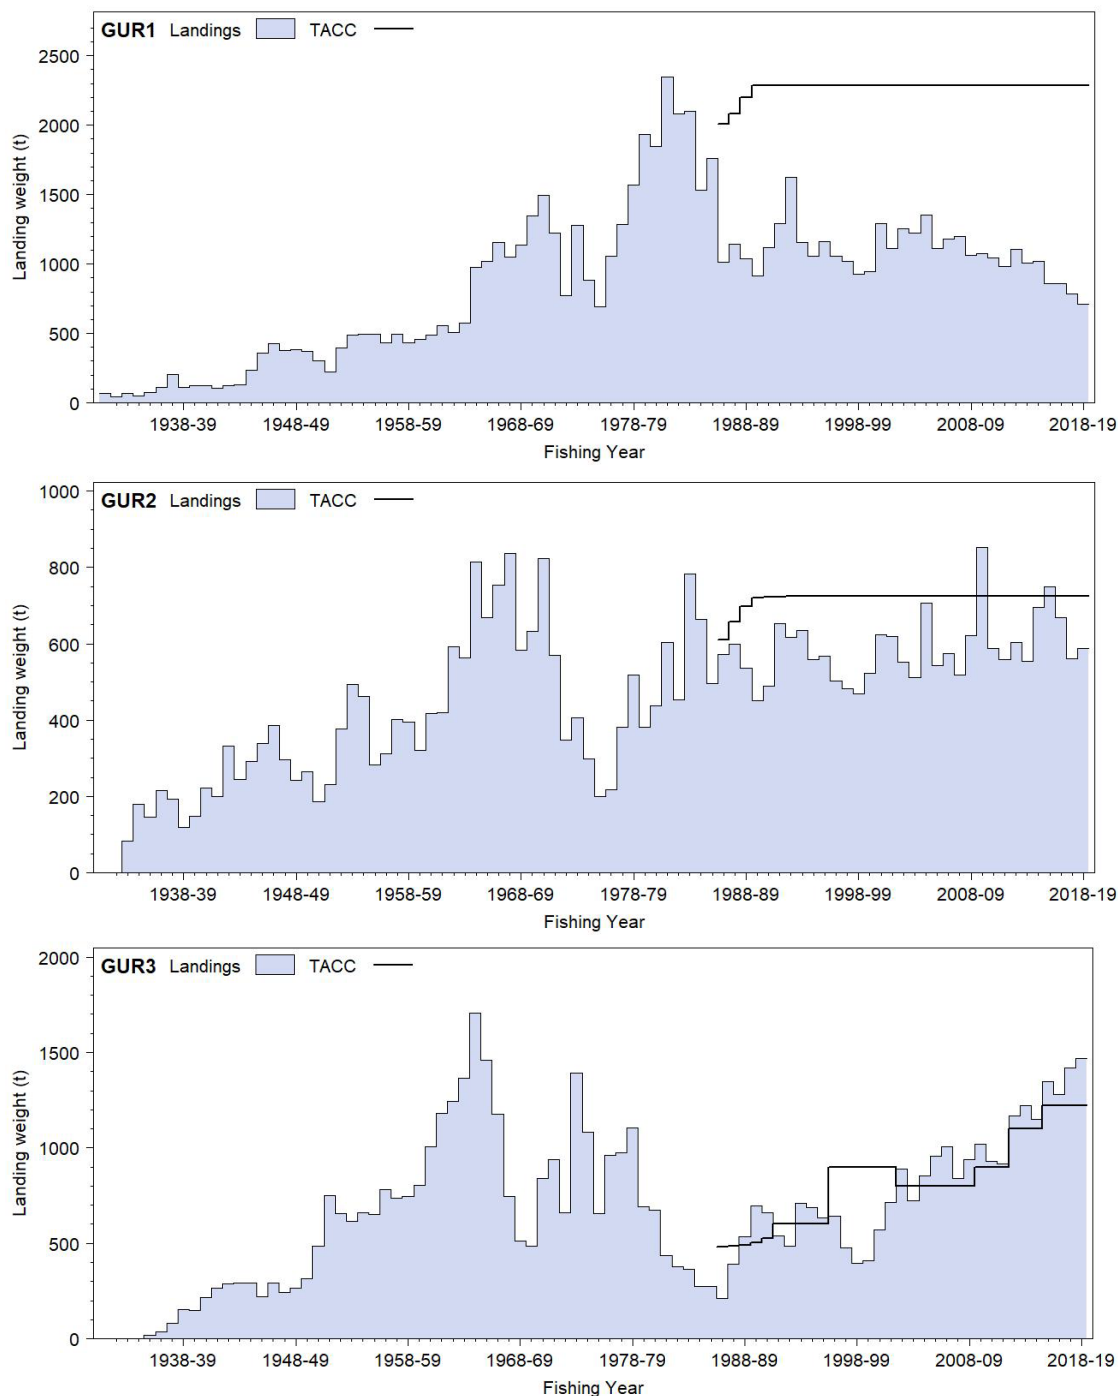 GUR1 Landings TACC
Landing weight (t)
2500
2000
1500
1000
500
0
1938-39 1948-49 1958-59 1968-69 1978-79 1988-89 1998-99 2008-09 2018-19
Fishing Year
GUR2 Landings TACC
Landing weight (t)
1000
800
600
400
200
0
1938-39 1948-49 1958-59 1968-69 1978-79 1988-89 1998-99 2008-09 2018-19
Fishing Year
GUR3 Landings TACC
Landing weight (t)
2000
1500
1000
500
0
1938-39 1948-49 1958-59 1968-69 1978-79 1988-89 1998-99 2008-09 2018-19
Fishing Year